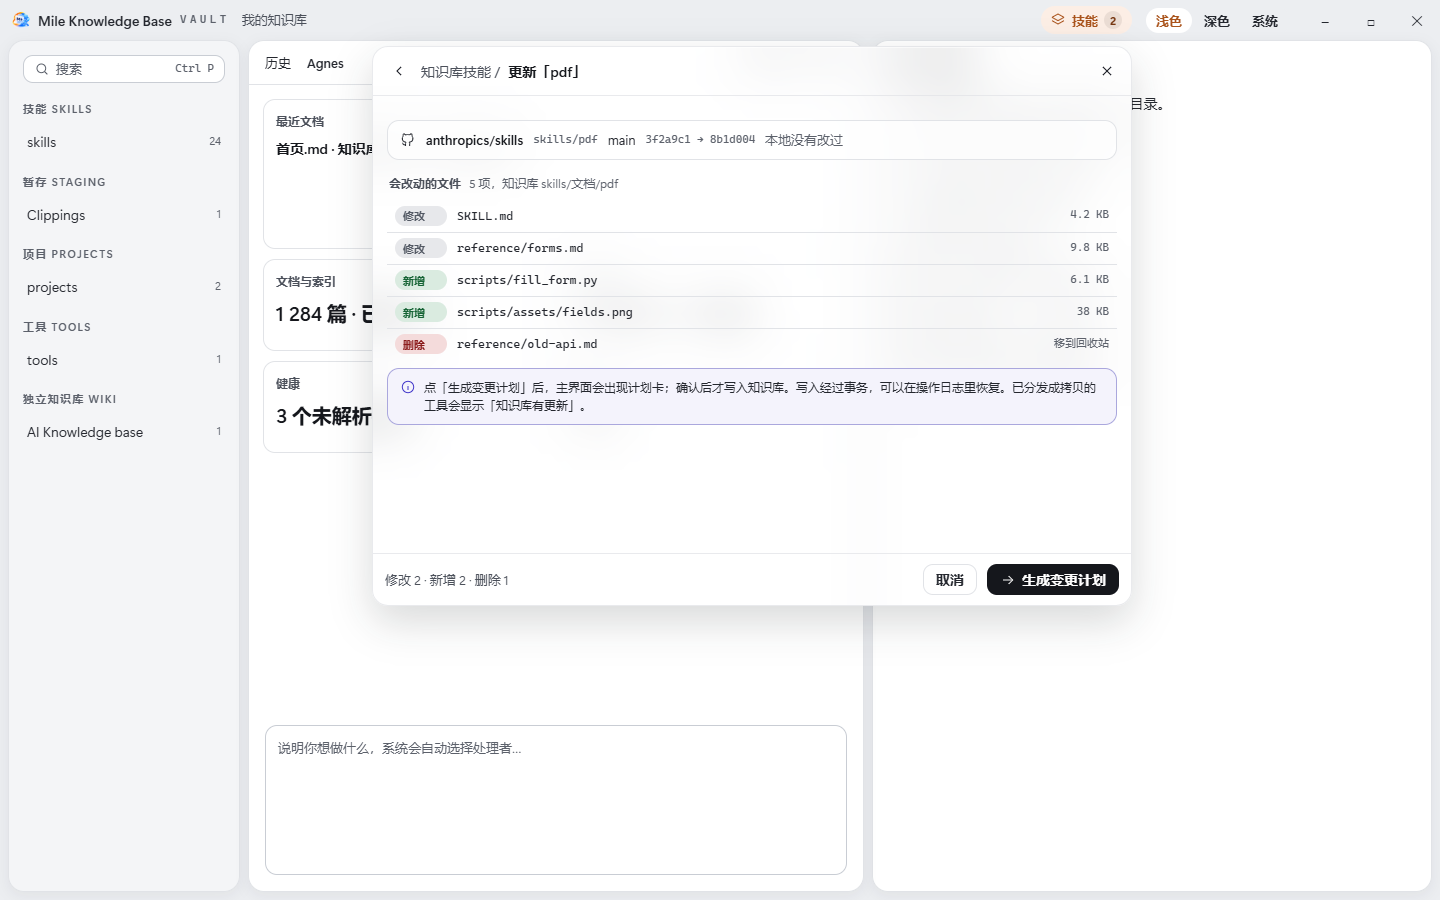 Mile Knowledge Base VAULT 我的知识库 技能 2 浅色 深色 系统
搜索 Ctrl P
技能 SKILLS
skills 24
暂存 STAGING
Clippings 1
项目 PROJECTS
projects 2
工具 TOOLS
tools 1
独立知识库 WIKI
AI Knowledge base 1
历史 Agnes
最近文档
首页.md · 知识库
文档与索引
1 284 篇 · 已
健康
3 个未解析
说明你想做什么，系统会自动选择处理者...
目录。
知识库技能 / 更新「pdf」
anthropics/skills skills/pdf main 3f2a9c1 → 8b1d004 本地没有改过
会改动的文件 5 项，知识库 skills/文档/pdf
修改 SKILL.md 4.2 KB
修改 reference/forms.md 9.8 KB
新增 scripts/fill_form.py 6.1 KB
新增 scripts/assets/fields.png 38 KB
删除 reference/old-api.md 移到回收站
点「生成变更计划」后，主界面会出现计划卡；确认后才写入知识库。写入经过事务，可以在操作日志里恢复。已分发成拷贝的
工具会显示「知识库有更新」。
修改 2 · 新增 2 · 删除 1
取消 → 生成变更计划